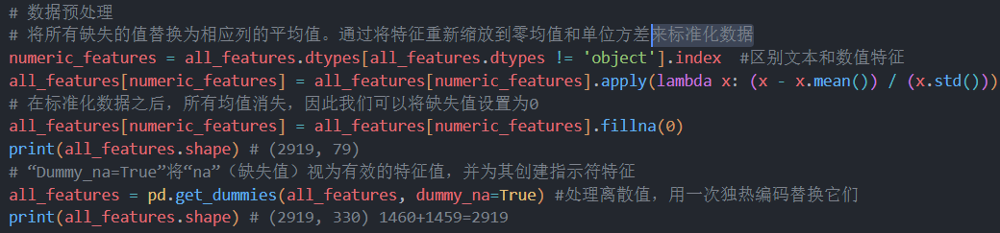 # 数据预处理
# 将所有缺失的值替换为相应列的平均值。通过将特征重新缩放到零均值和单位方差来标准化数据
numeric_features = all_features.dtypes[all_features.dtypes != 'object'].index  #区别文本和数值特征
all_features[numeric_features] = all_features[numeric_features].apply(lambda x: (x - x.mean()) / (x.std()))
# 在标准化数据之后，所有均值消失，因此我们可以将缺失值设置为0
all_features[numeric_features] = all_features[numeric_features].fillna(0)
print(all_features.shape) # (2919, 79)
# “Dummy_na=True”将“na”（缺失值）视为有效的特征值，并为其创建指示符特征
all_features = pd.get_dummies(all_features, dummy_na=True) #处理离散值，用一次独热编码替换它们
print(all_features.shape) # (2919, 330) 1460+1459=2919